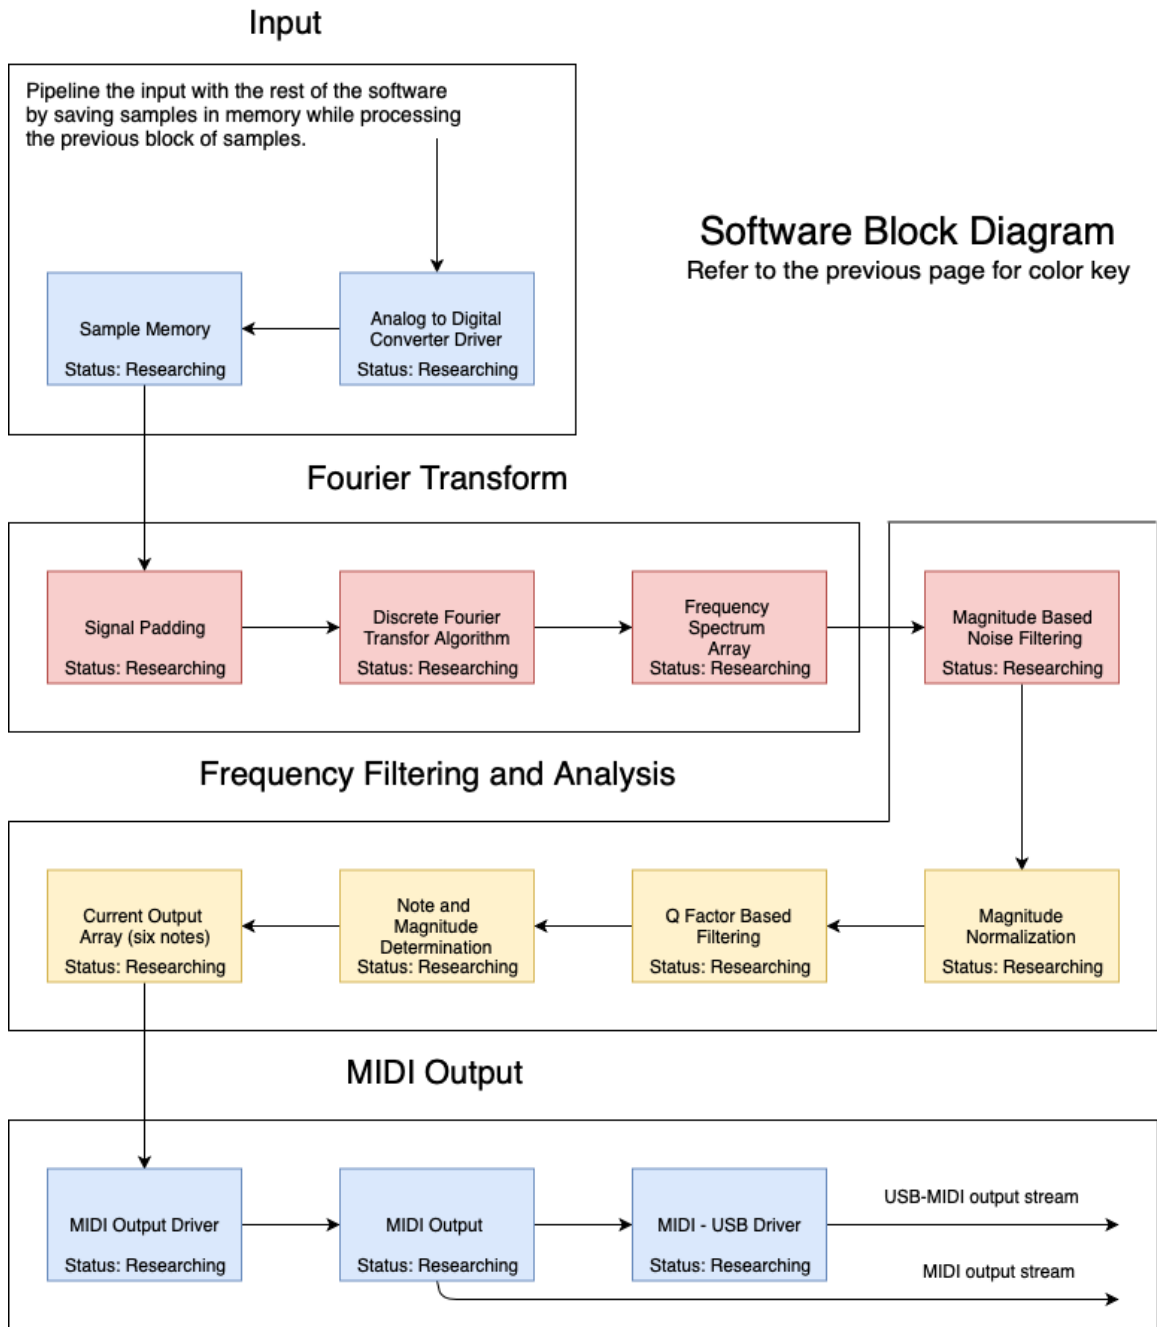 Input
Pipeline the input with the rest of the software
by saving samples in memory while processing
the previous block of samples.
Software Block Diagram
Refer to the previous page for color key
Sample Memory
Status: Researching
Analog to Digital
Converter Driver
Status: Researching
Fourier Transform
Signal Padding
Status: Researching
Discrete Fourier
Transfor Algorithm
Status: Researching
Frequency
Spectrum
Array
Status: Researching
Magnitude Based
Noise Filtering
Status: Researching
Frequency Filtering and Analysis
Current Output
Array (six notes)
Status: Researching
Note and
Magnitude
Determination
Status: Researching
Q Factor Based
Filtering
Status: Researching
Magnitude
Normalization
Status: Researching
MIDI Output
MIDI Output Driver
Status: Researching
MIDI Output
Status: Researching
MIDI - USB Driver
Status: Researching
USB-MIDI output stream
MIDI output stream